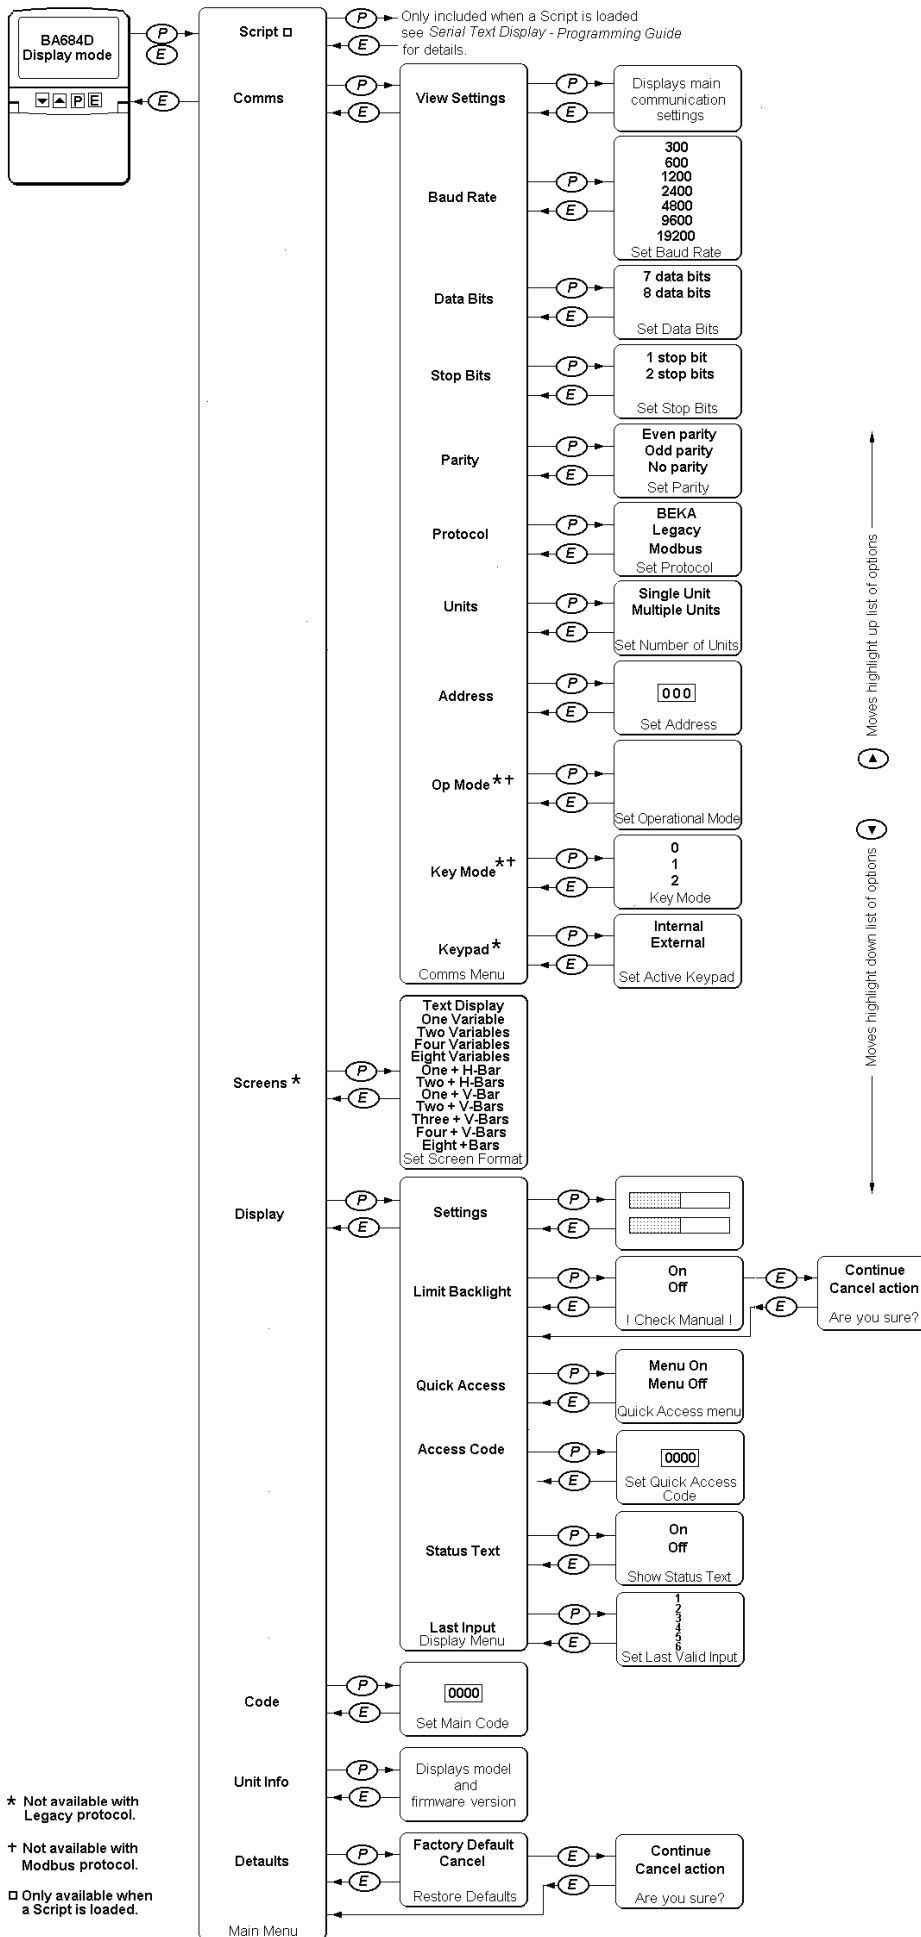 BA684D
Display mode
P
E
E
Script
P
E
Only included when a Script is loaded
see Serial Text Display - Programming Guide
for details.
Comms
P
E
View Settings
P
E
Displays main
communication
settings
Baud Rate
P
E
300
600
1200
2400
4800
9600
19200
Set Baud Rate
Data Bits
P
E
7 data bits
8 data bits
Set Data Bits
Stop Bits
P
E
1 stop bit
2 stop bits
Set Stop Bits
Parity
P
E
Even parity
Odd parity
No parity
Set Parity
Protocol
P
E
BEKA
Legacy
Modbus
Set Protocol
Units
P
E
Single Unit
Multiple Units
Set Number of Units
Address
P
E
000
Set Address
Op Mode *†
P
E
Set Operational Mode
Key Mode *†
P
E
0
1
2
Key Mode
Keypad *
P
E
Internal
External
Set Active Keypad
Comms Menu
Moves highlight up list of options
Moves highlight down list of options
Screens *
P
E
Text Display
One Variable
Two Variables
Four Variables
Eight Variables
One + H-Bar
Two + H-Bars
One + V-Bar
Two + V-Bars
Three + V-Bars
Four + V-Bars
Eight +Bars
Set Screen Format
Display
P
E
Settings
P
E
Limit Backlight
P
E
On
Off
! Check Manual !
E
E
Continue
Cancel action
Are you sure?
Quick Access
P
E
Menu On
Menu Off
Quick Access menu
Access Code
P
E
0000
Set Quick Access
Code
Status Text
P
E
On
Off
Show Status Text
Last Input
P
E
1
2
3
4
5
6
Set Last Valid Input
Display Menu
Code
P
E
0000
Set Main Code
Unit Info
P
E
Displays model
and
firmware version
Detaults
P
E
Factory Default
Cancel
Restore Defaults
E
E
Continue
Cancel action
Are you sure?
Main Menu
* Not available with
Legacy protocol.
† Not available with
Modbus protocol.
Only available when
a Script is loaded.